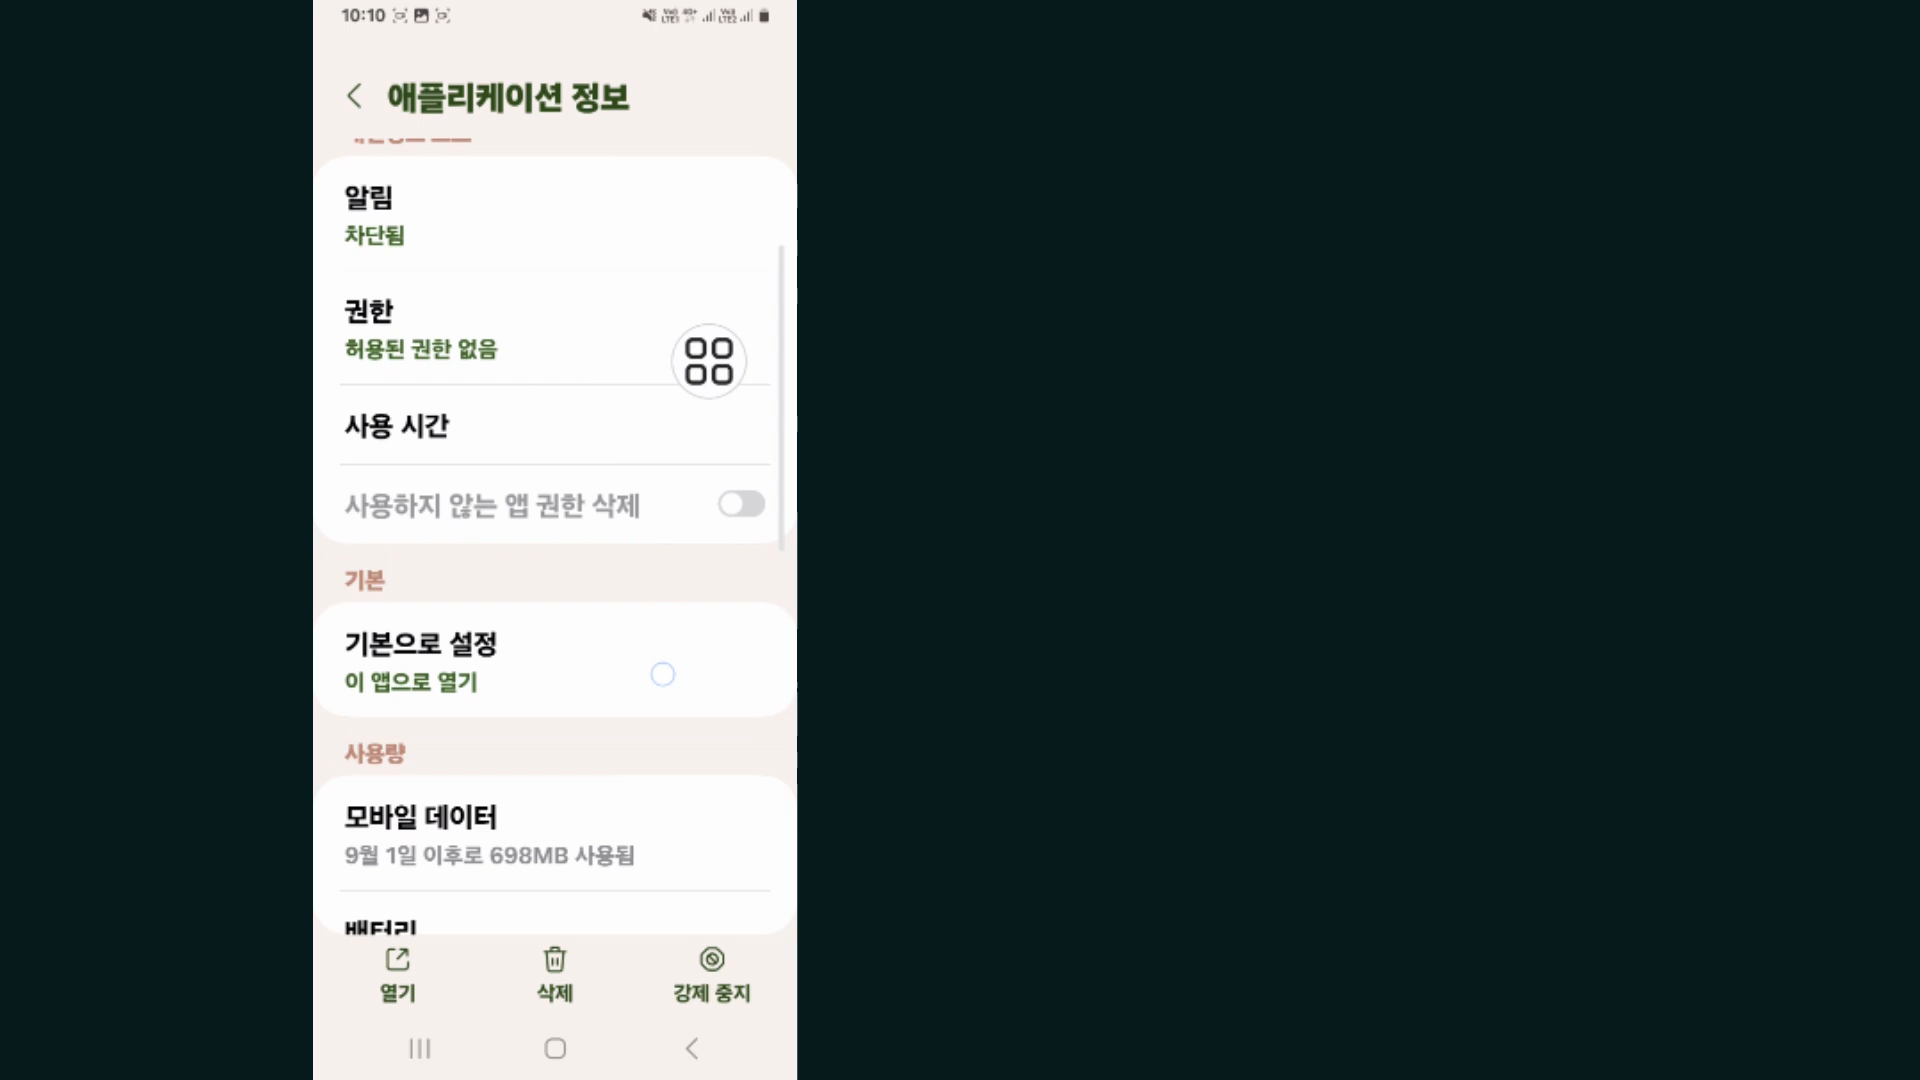 10:10
애플리케이션 정보
알림
차단됨
권한
허용된 권한 없음
사용 시간
사용하지 않는 앱 권한 삭제
기본
기본으로 설정
이 앱으로 열기
사용량
모바일 데이터
9월 1일 이후로 698MB 사용됨
배터리
열기
삭제
강제 중지